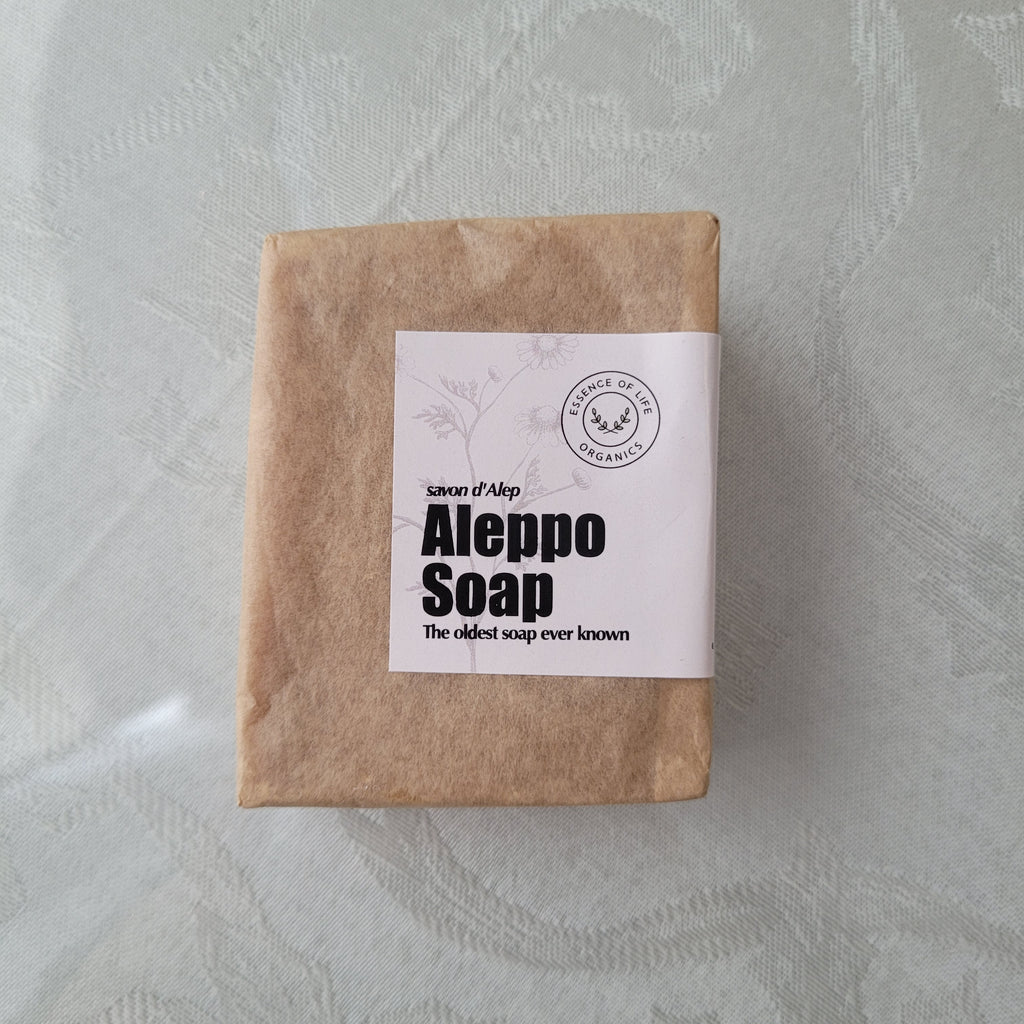 ESSENCE OF LIFE
ORGANICS
savon d'Alep
Aleppo
Soap
The oldest soap ever known